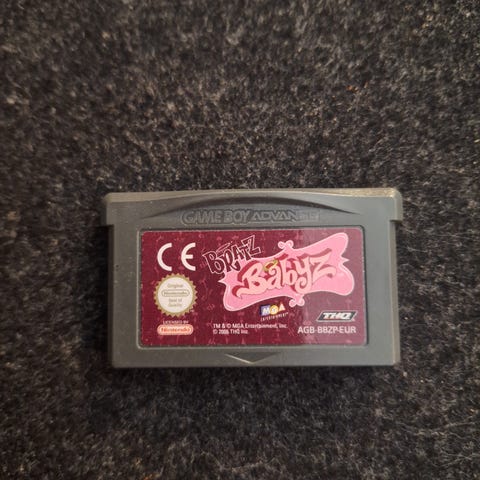 GAME BOY ADVANCE
CE
BRATZ
Babyz
Original
Nintendo
Seal of
Quality
MGA
ENTERTAINMENT
THQ
LICENSED BY
Nintendo
TM & © MGA Entertainment, Inc.
© 2006 THQ Inc.
AGB-BBZP-EUR